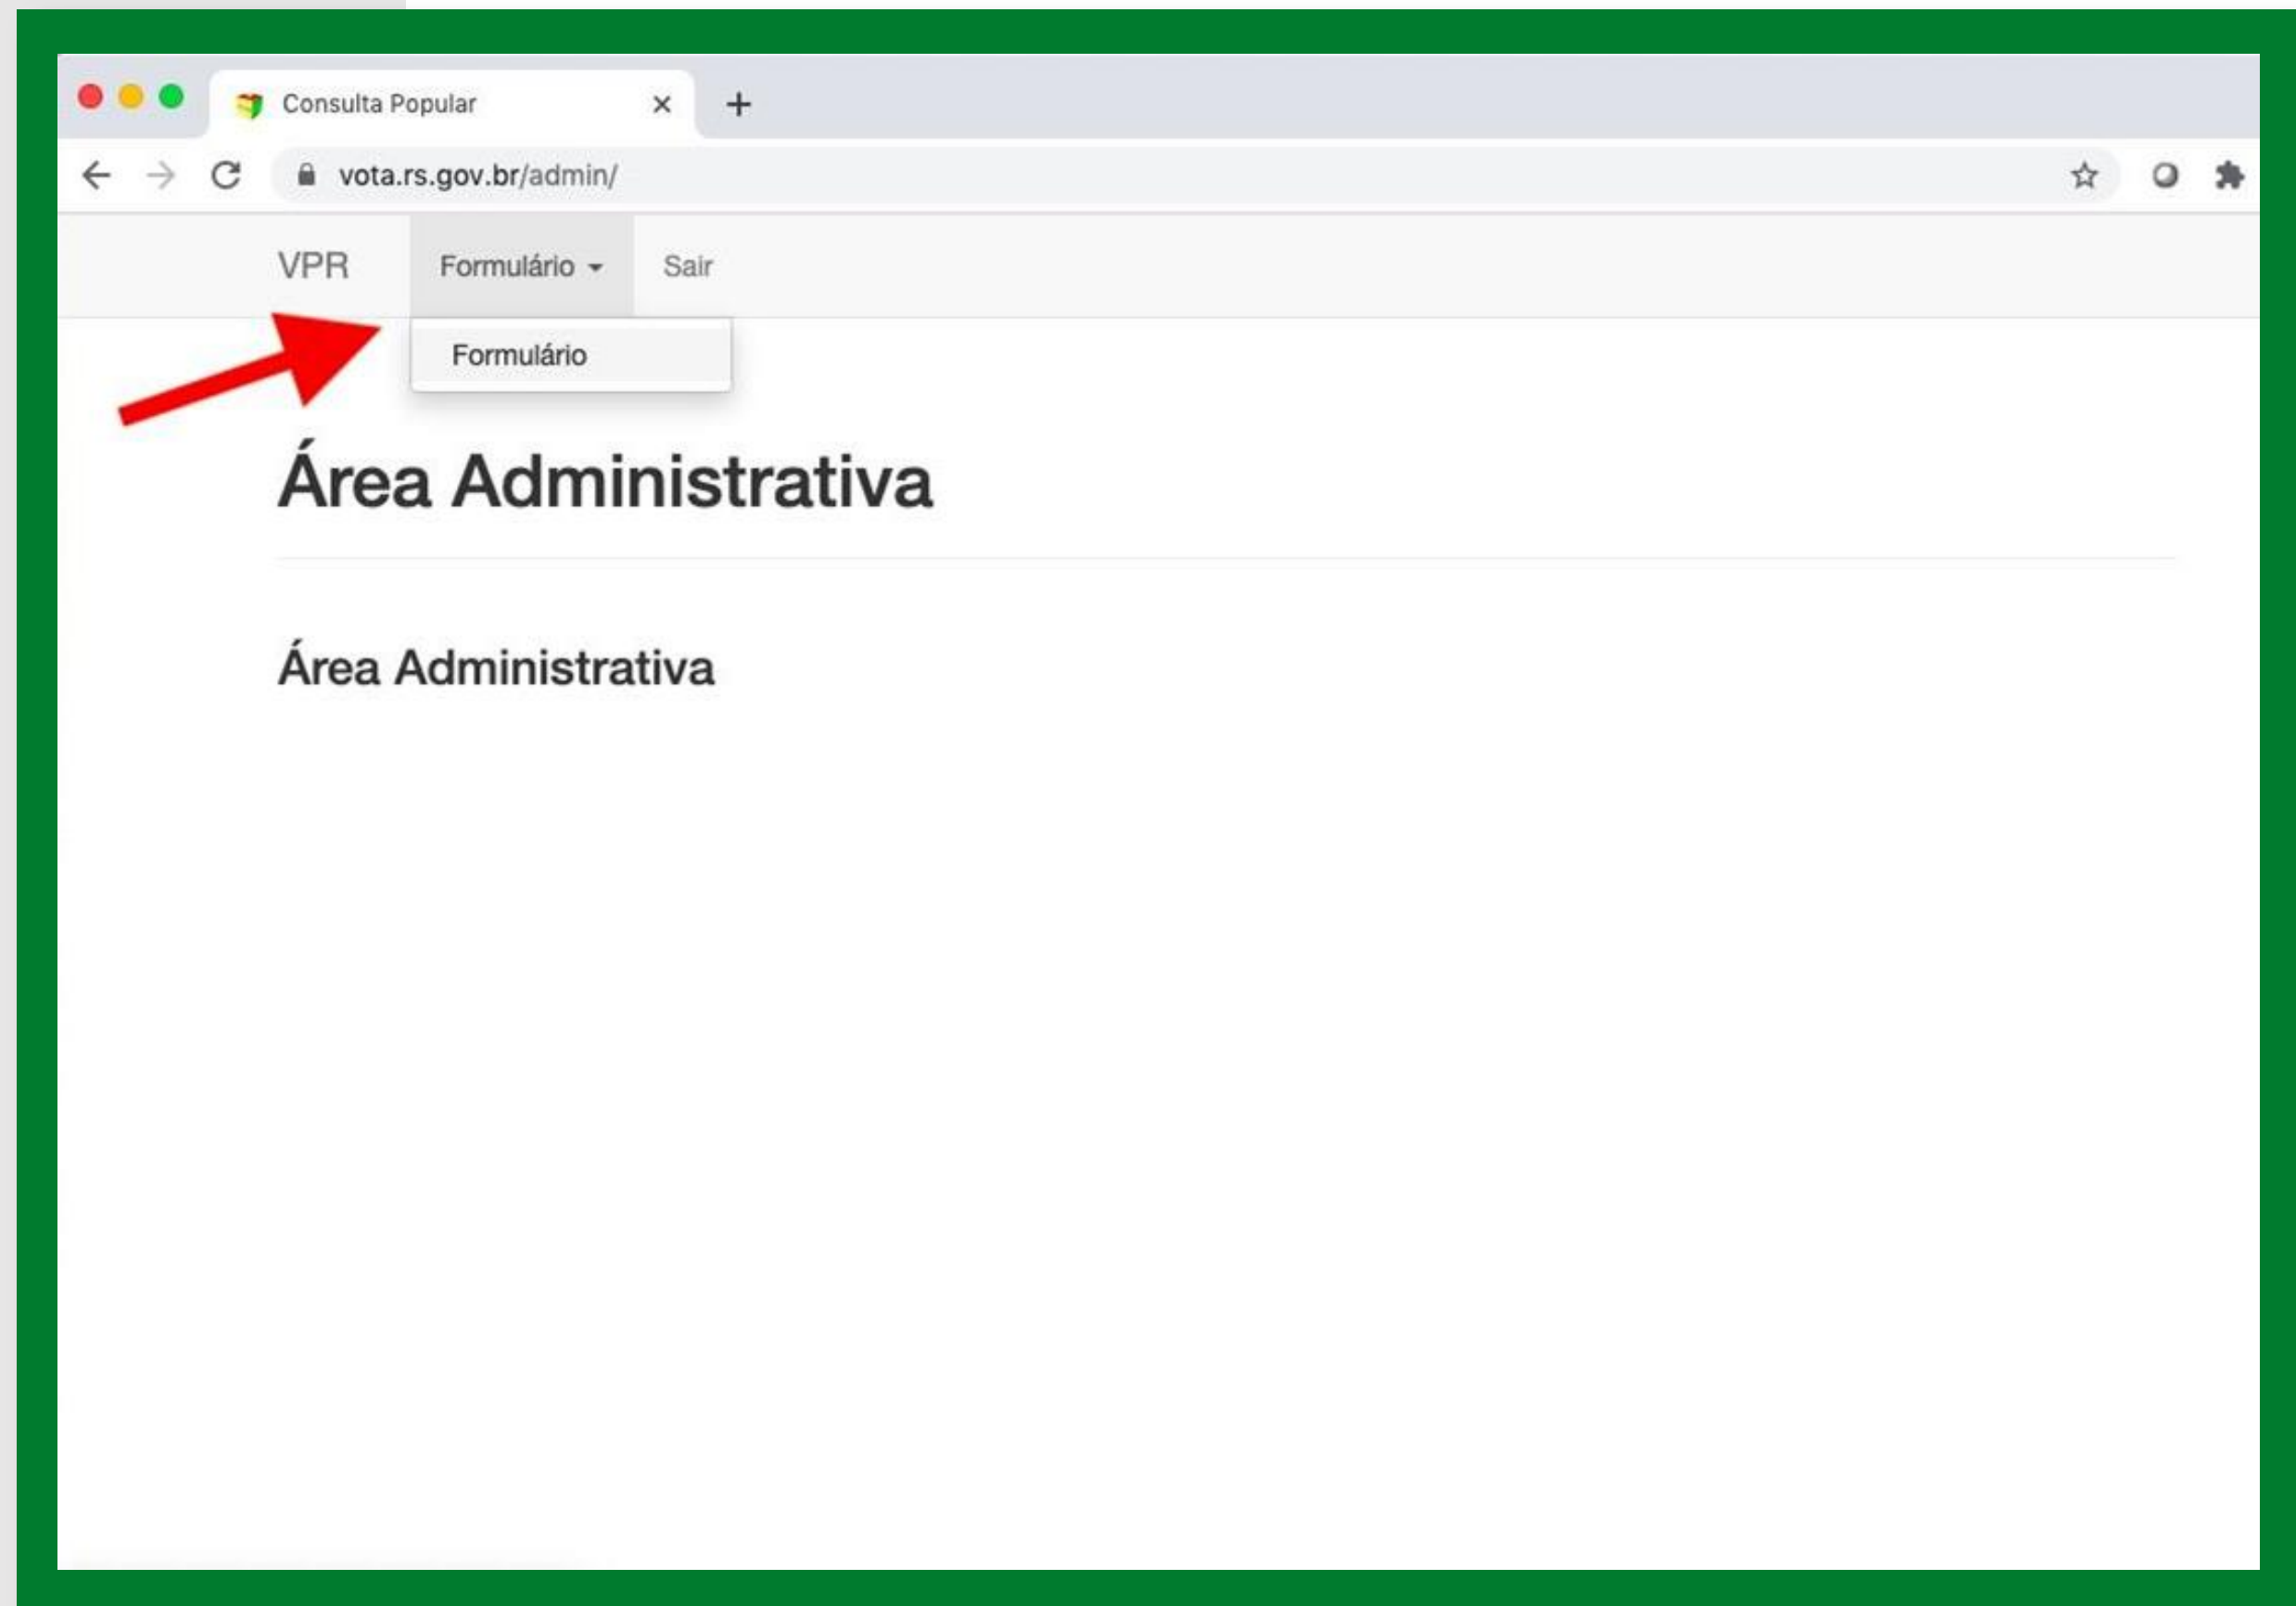 Consulta Popular
vota.rs.gov.br/admin/
VPR Formulário Sair
Formulário
Área Administrativa
Área Administrativa